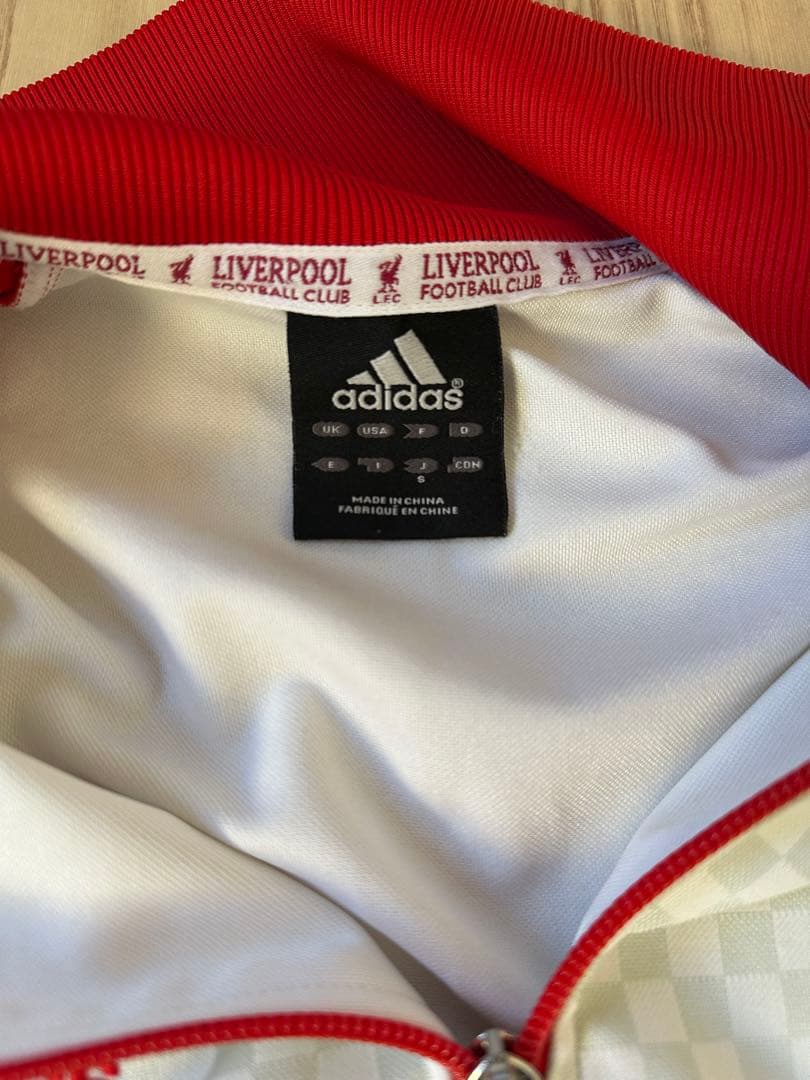 LIVERPOOL LIVERPOOL LIVERPOOL
FOOTBALL CLUB LFC FOOTBALL CLUB LFC FOOTBALL
adidas®
UK USA F D
E I J CDN
S
MADE IN CHINA
FABRIQUÉ EN CHINE